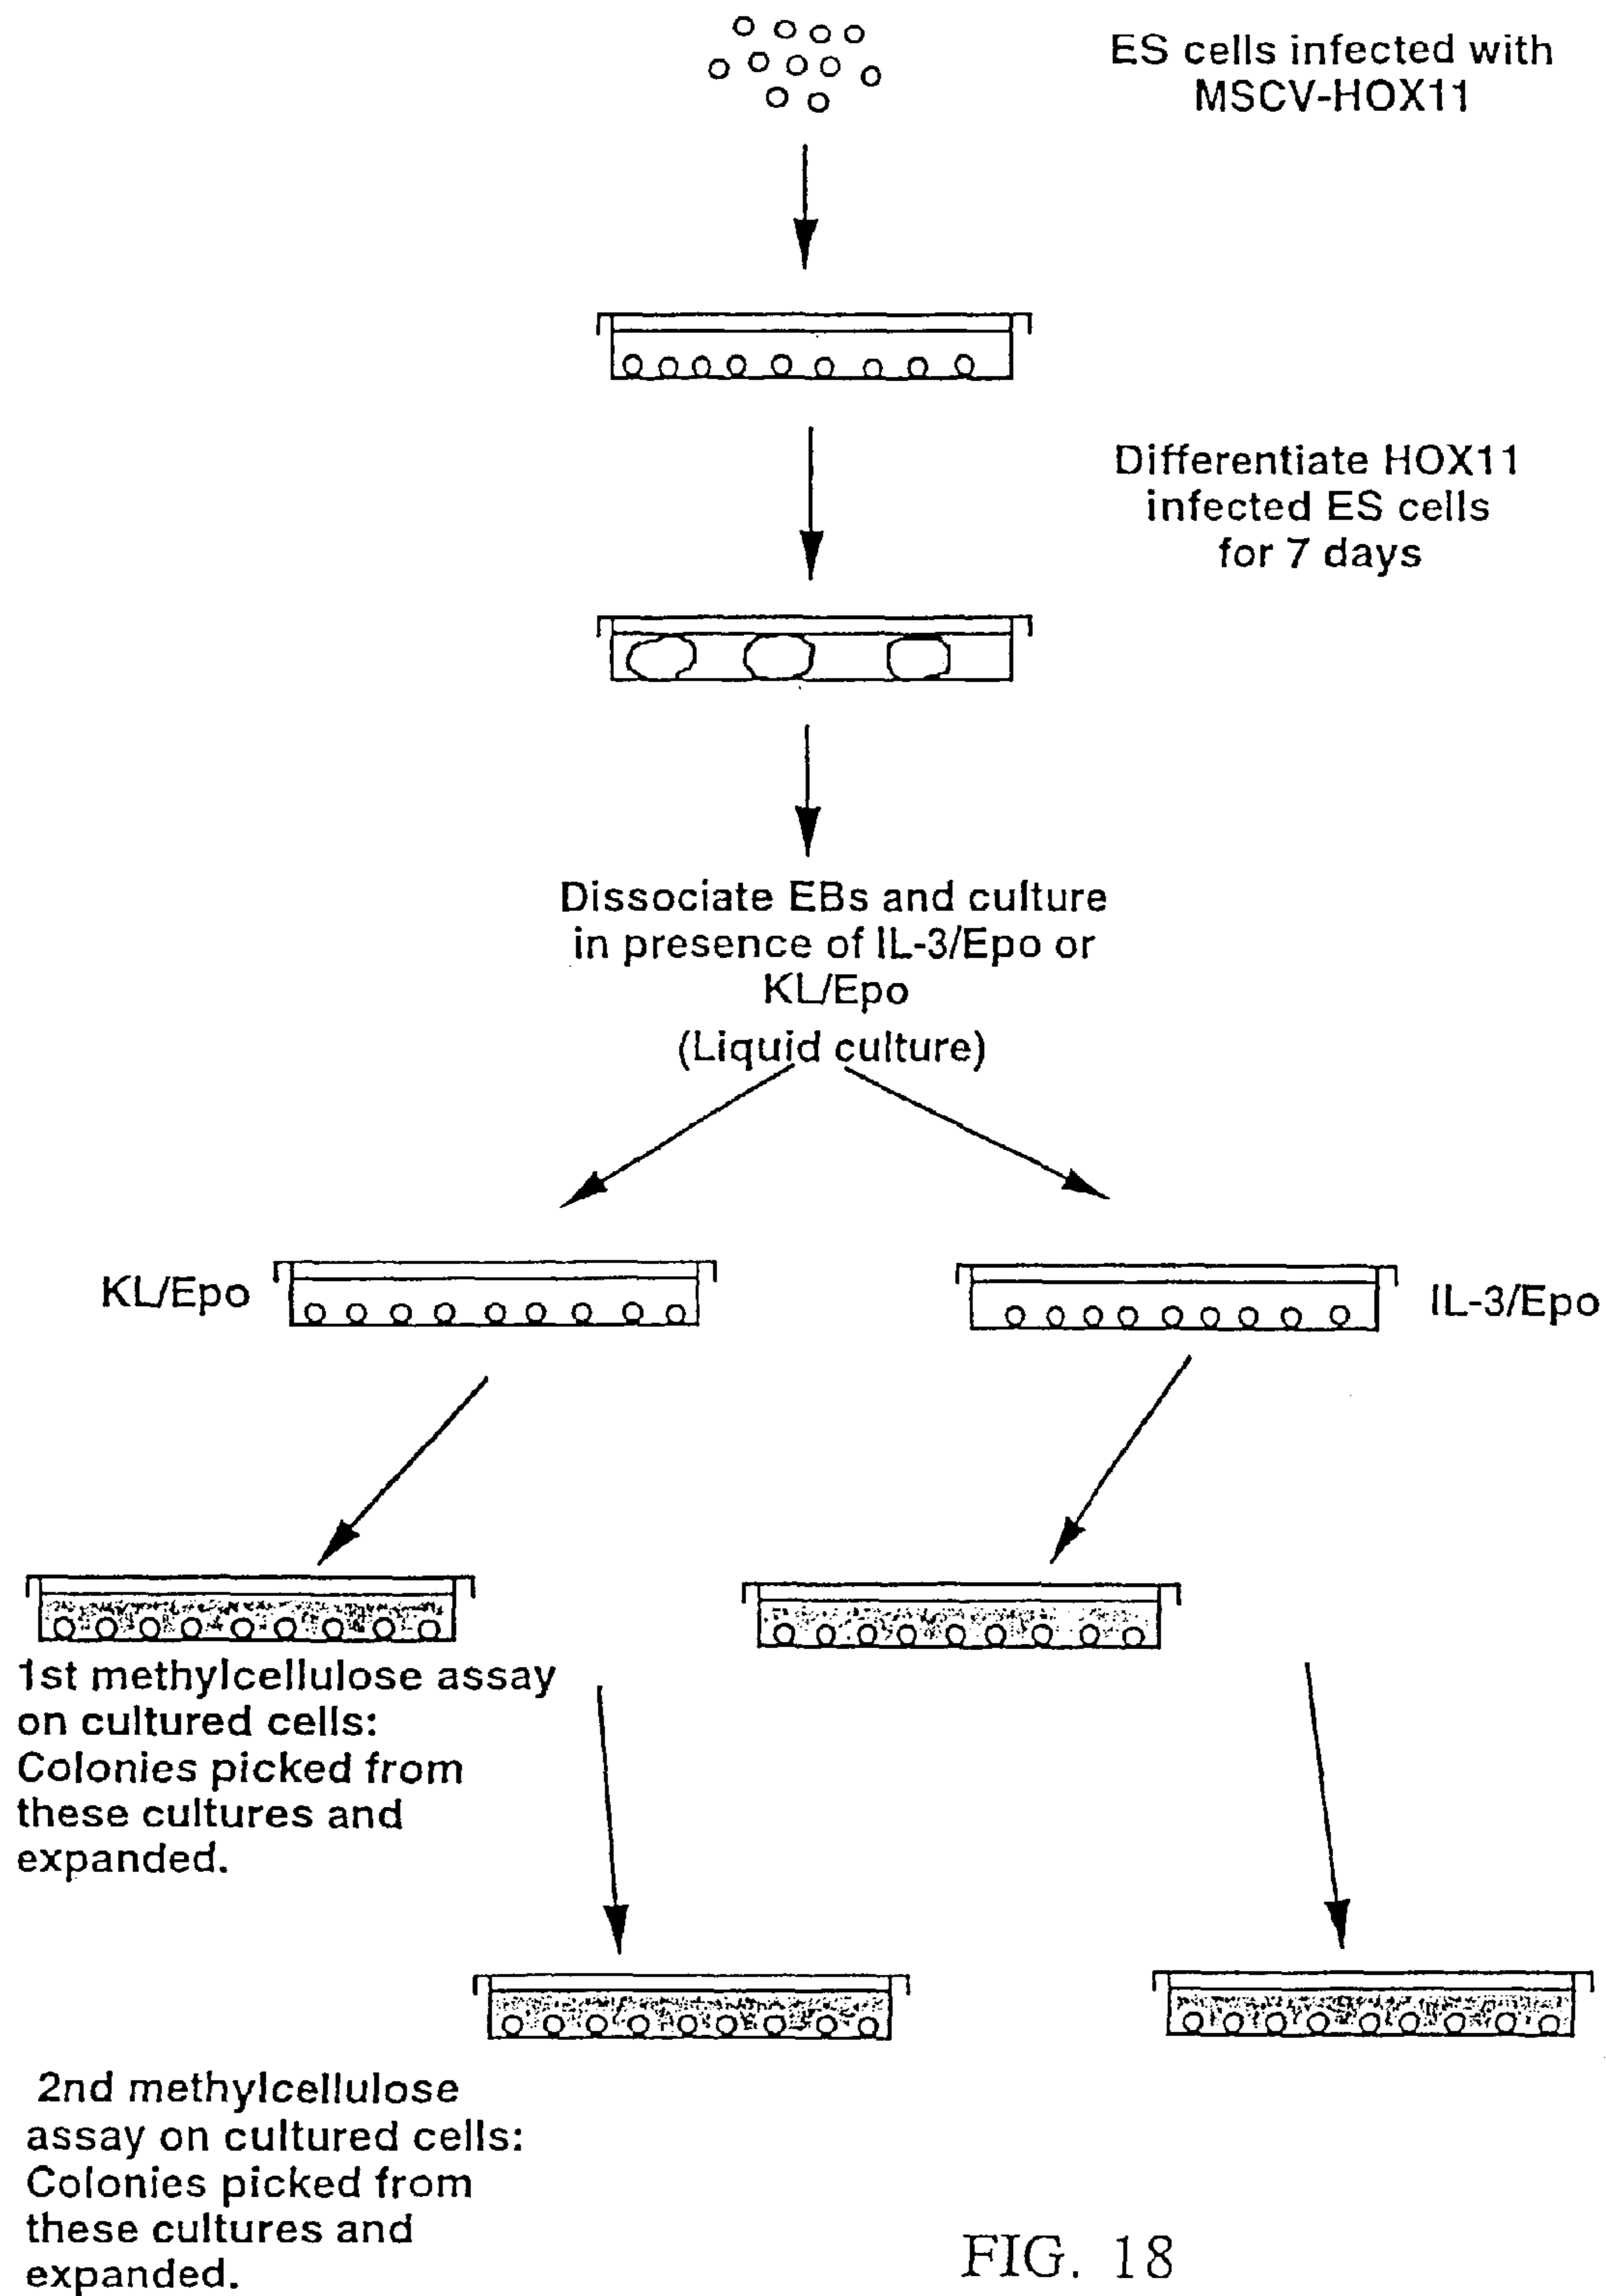 ES cells infected with
MSCV-HOX11
Differentiate HOX11
infected ES cells
for 7 days
Dissociate EBs and culture
in presence of IL-3/Epo or
KL/Epo
(Liquid culture)
KL/Epo
IL-3/Epo
1st methylcellulose assay
on cultured cells:
Colonies picked from
these cultures and
expanded.
2nd methylcellulose
assay on cultured cells:
Colonies picked from
these cultures and
expanded.
FIG. 18